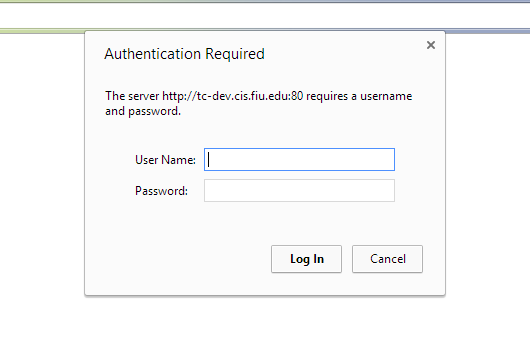 Authentication Required
The server http://tc-dev.cis.fiu.edu:80 requires a username
and password.
User Name:
Password:
Log In Cancel